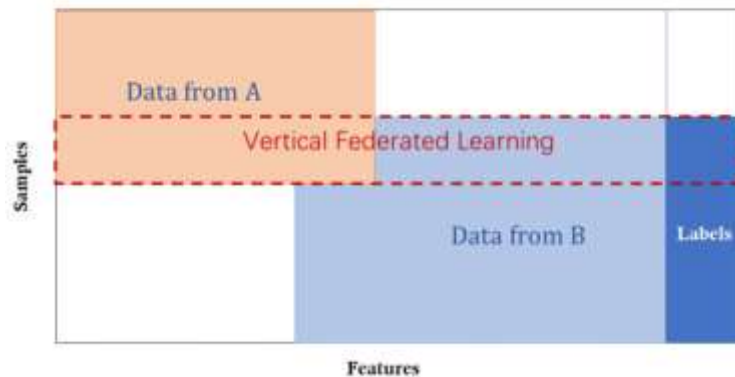 Data from A
Vertical Federated Learning
Samples
Data from B
Labels
Features